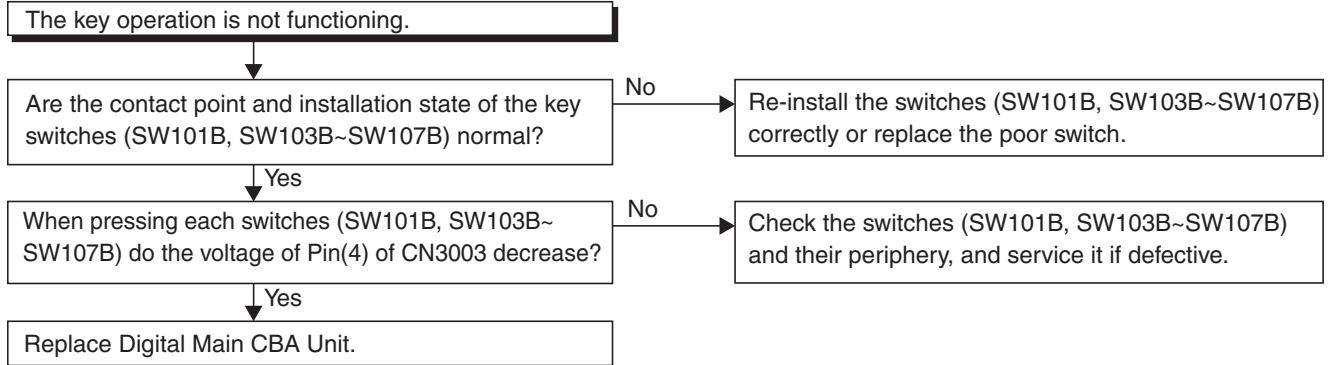 The key operation is not functioning.
Are the contact point and installation state of the key
switches (SW101B, SW103B~SW107B) normal?
No
Re-install the switches (SW101B, SW103B~SW107B)
correctly or replace the poor switch.
Yes
When pressing each switches (SW101B, SW103B~
SW107B) do the voltage of Pin(4) of CN3003 decrease?
No
Check the switches (SW101B, SW103B~SW107B)
and their periphery, and service it if defective.
Yes
Replace Digital Main CBA Unit.